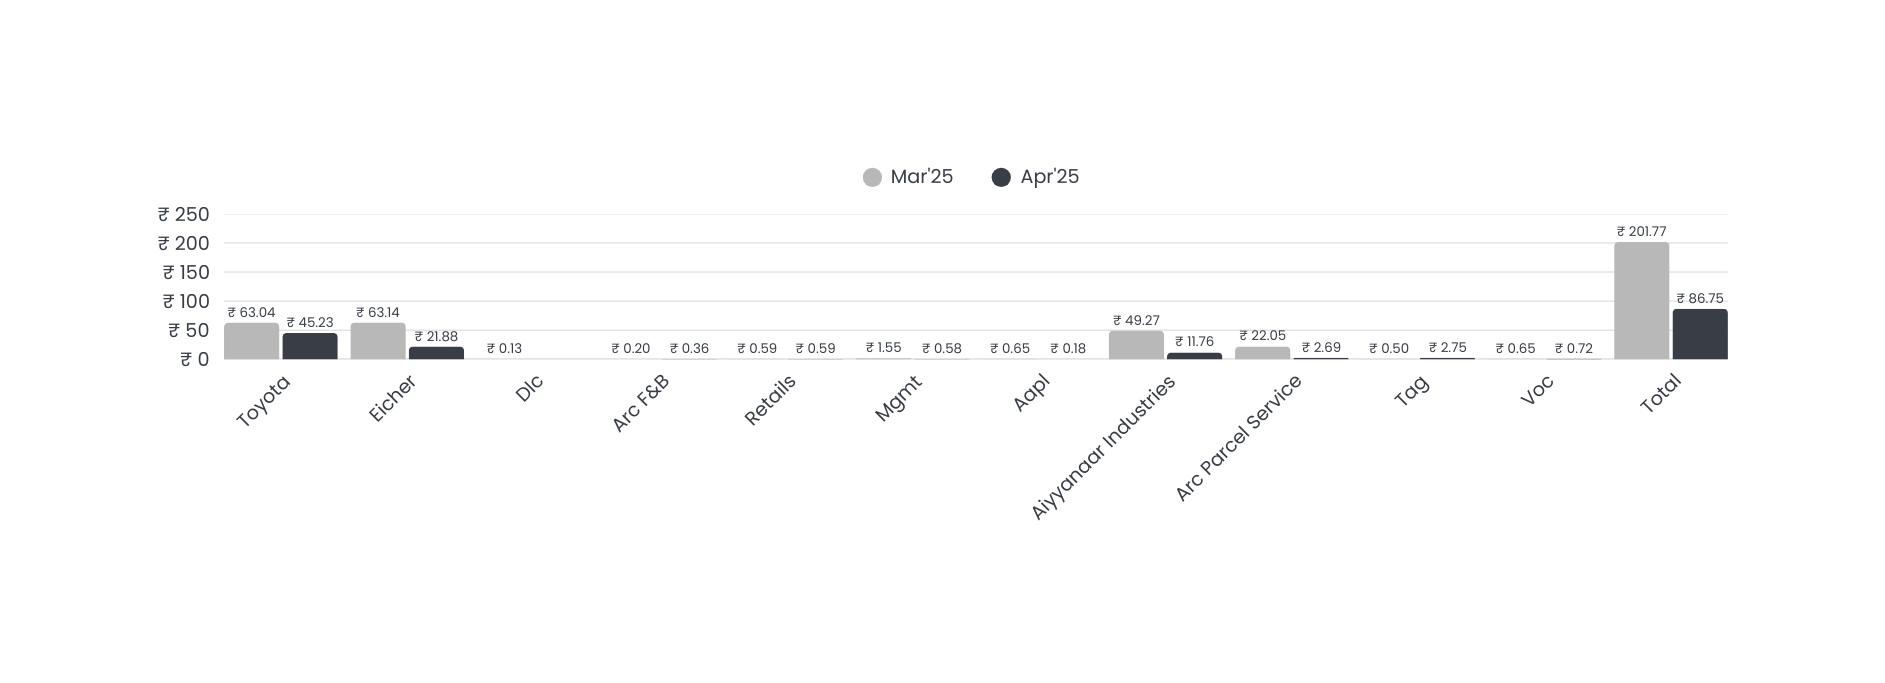 Mar'25 Apr'25
₹ 250
₹ 200
₹ 150
₹ 100
₹ 50
₹ 0
₹ 63.04 ₹ 45.23
₹ 63.14 ₹ 21.88
₹ 0.13
₹ 0.20 ₹ 0.36
₹ 0.59 ₹ 0.59
₹ 1.55 ₹ 0.58
₹ 0.65 ₹ 0.18
₹ 49.27 ₹ 11.76
₹ 22.05 ₹ 2.69
₹ 0.50 ₹ 2.75
₹ 0.65 ₹ 0.72
₹ 201.77 ₹ 86.75
Toyota
Eicher
Dlc
Arc F&B
Retails
Mgmt
Aapl
Aiyyanaar Industries
Arc Parcel Service
Tag
Voc
Total